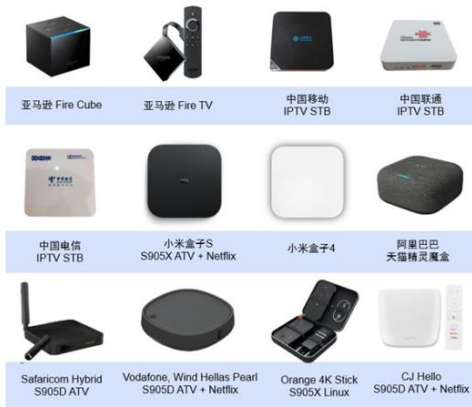 亚马逊 Fire Cube
亚马逊 Fire TV
中国移动
IPTV STB
中国联通
IPTV STB
中国电信
IPTV STB
小米盒子S
S905X ATV + Netflix
小米盒子4
阿里巴巴
天猫精灵魔盒
Safaricom Hybrid
S905D ATV
Vodafone, Wind Hellas Pearl
S905D ATV + Netflix
Orange 4K Stick
S905X Linux
CJ Hello
S905D ATV + Netflix